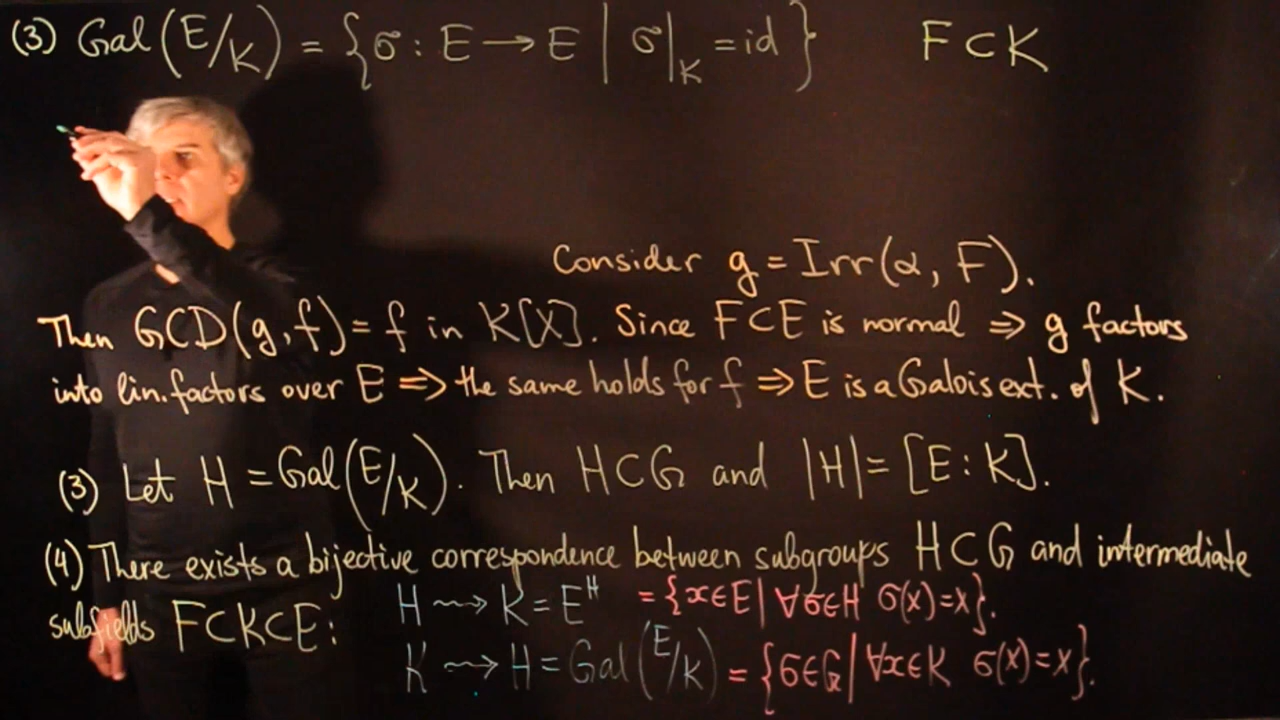 (3) Gal(E/K) = {σ : E → E | σ|_K = id} F ⊂ K
Consider g = Irr(α, F).
Then GCD(g, f) = f in K[X]. Since F ⊂ E is normal ⇒ g factors
into lin. factors over E ⇒ the same holds for f ⇒ E is a Galois ext. of K.
(3) Let H = Gal(E/K). Then H ⊂ G and |H| = [E : K].
(4) There exists a bijective correspondence between subgroups H ⊂ G and intermediate
subfields F ⊂ K ⊂ E: H ⇝ K = E^H = {x ∈ E | ∀σ ∈ H σ(x) = x}.
K ⇝ H = Gal(E/K) = {σ ∈ G | ∀x ∈ K σ(x) = x}.